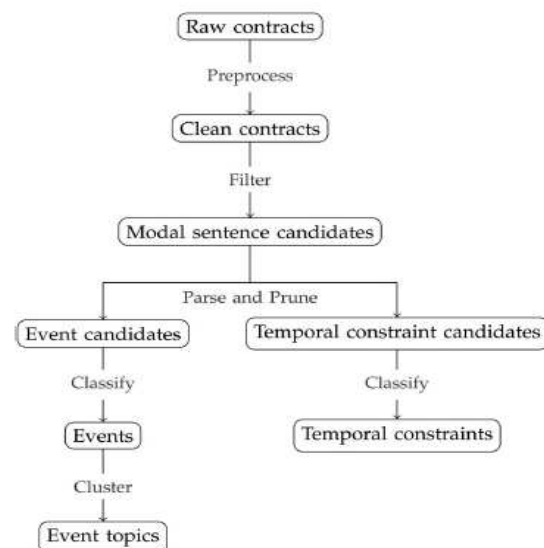 Raw contracts
Preprocess
Clean contracts
Filter
Modal sentence candidates
Parse and Prune
Event candidates
Temporal constraint candidates
Classify
Classify
Events
Temporal constraints
Cluster
Event topics